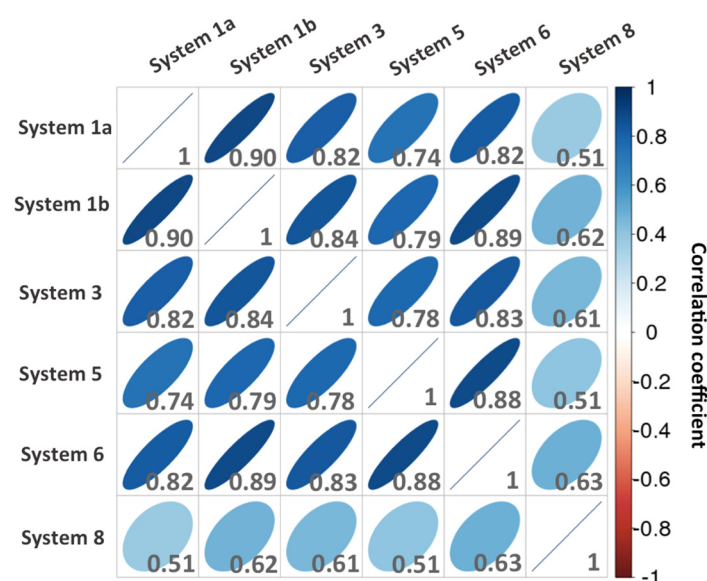 System 1a System 1b System 3 System 5 System 6 System 8
System 1a 1 0.90 0.82 0.74 0.82 0.51
System 1b 0.90 1 0.84 0.79 0.89 0.62
System 3 0.82 0.84 1 0.78 0.83 0.61
System 5 0.74 0.79 0.78 1 0.88 0.51
System 6 0.82 0.89 0.83 0.88 1 0.63
System 8 0.51 0.62 0.61 0.51 0.63 1
1
0.8
0.6
0.4
0.2
0
-0.2
-0.4
-0.6
-0.8
-1
Correlation coefficient